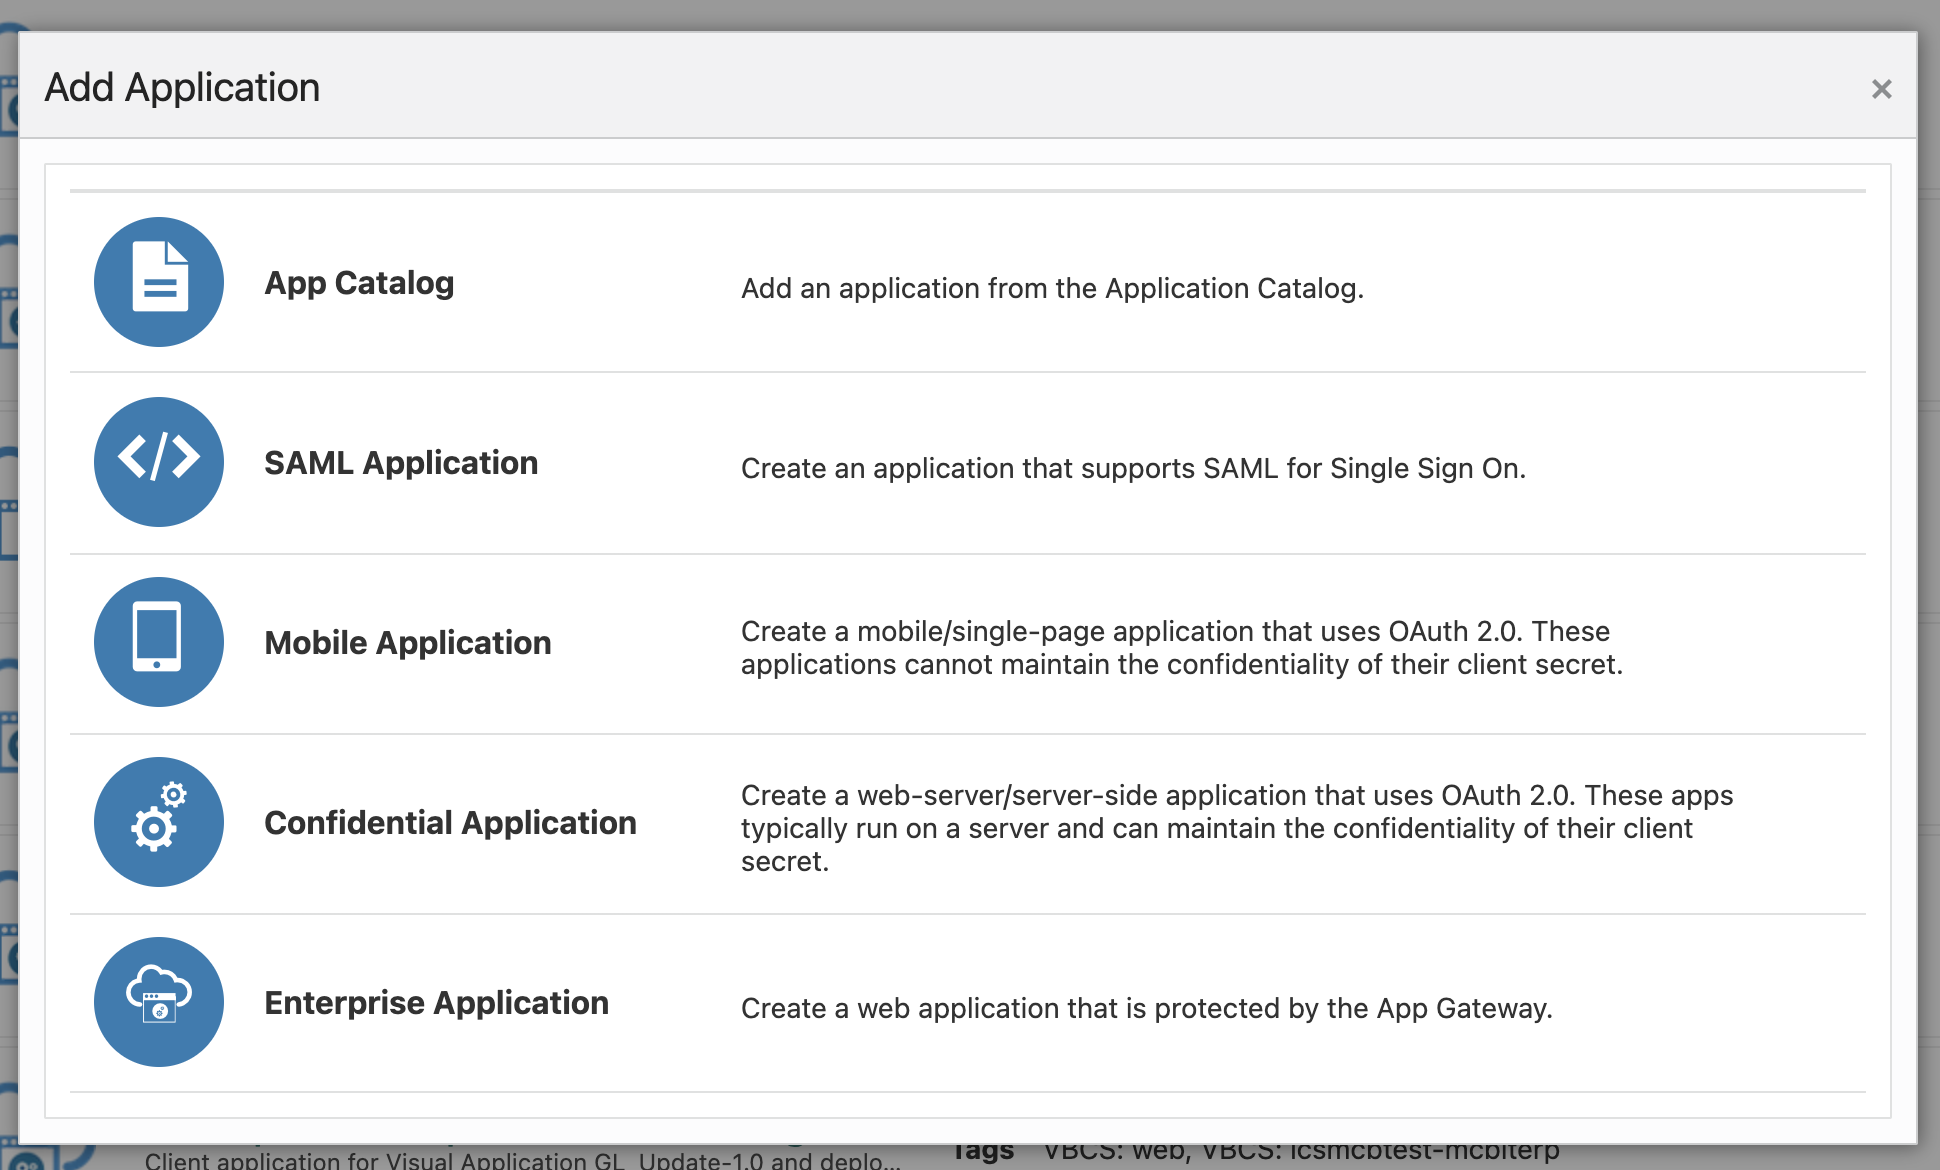 Add Application
App Catalog
Add an application from the Application Catalog.
SAML Application
Create an application that supports SAML for Single Sign On.
Mobile Application
Create a mobile/single-page application that uses OAuth 2.0. These
applications cannot maintain the confidentiality of their client secret.
Confidential Application
Create a web-server/server-side application that uses OAuth 2.0. These apps
typically run on a server and can maintain the confidentiality of their client
secret.
Enterprise Application
Create a web application that is protected by the App Gateway.
Client application for Visual Application GL_Update-1.0 and deplo...
Tags VBCS: web, VBCS: